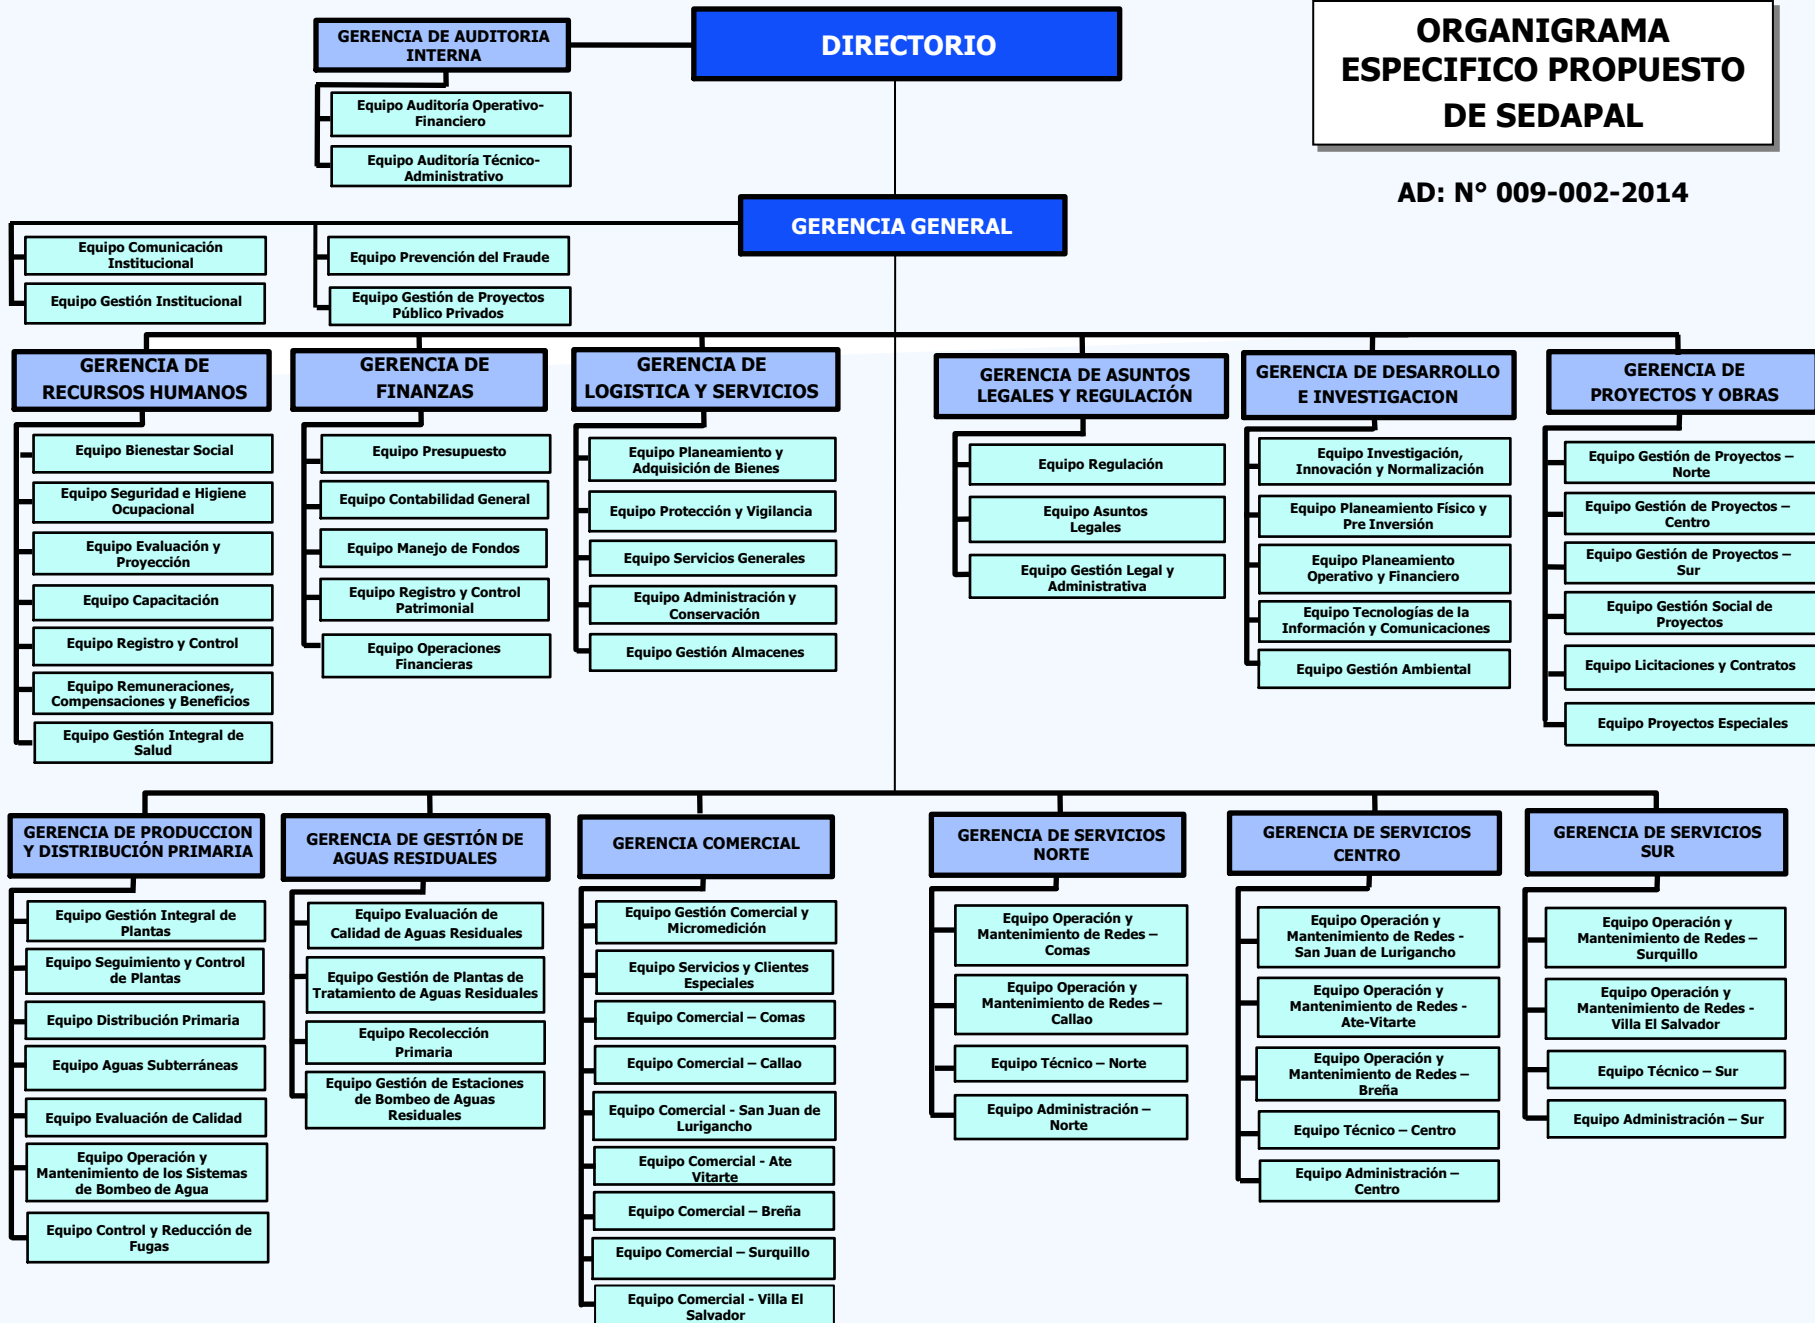 GERENCIA DE AUDITORIA
INTERNA
DIRECTORIO
ORGANIGRAMA
ESPECIFICO PROPUESTO
DE SEDAPAL
AD: N° 009-002-2014
Equipo Auditoría Operativo-
Financiero
Equipo Auditoría Técnico-
Administrativo
GERENCIA GENERAL
Equipo Comunicación
Institucional
Equipo Gestión Institucional
Equipo Prevención del Fraude
Equipo Gestión de Proyectos
Público Privados
GERENCIA DE
RECURSOS HUMANOS
Equipo Bienestar Social
Equipo Seguridad e Higiene
Ocupacional
Equipo Evaluación y
Proyección
Equipo Capacitación
Equipo Registro y Control
Equipo Remuneraciones,
Compensaciones y Beneficios
Equipo Gestión Integral de
Salud
GERENCIA DE
FINANZAS
Equipo Presupuesto
Equipo Contabilidad General
Equipo Manejo de Fondos
Equipo Registro y Control
Patrimonial
Equipo Operaciones
Financieras
GERENCIA DE
LOGISTICA Y SERVICIOS
Equipo Planeamiento y
Adquisición de Bienes
Equipo Protección y Vigilancia
Equipo Servicios Generales
Equipo Administración y
Conservación
Equipo Gestión Almacenes
GERENCIA DE ASUNTOS
LEGALES Y REGULACIÓN
Equipo Regulación
Equipo Asuntos
Legales
Equipo Gestión Legal y
Administrativa
GERENCIA DE DESARROLLO
E INVESTIGACION
Equipo Investigación,
Innovación y Normalización
Equipo Planeamiento Físico y
Pre Inversión
Equipo Planeamiento
Operativo y Financiero
Equipo Tecnologías de la
Información y Comunicaciones
Equipo Gestión Ambiental
GERENCIA DE
PROYECTOS Y OBRAS
Equipo Gestión de Proyectos –
Norte
Equipo Gestión de Proyectos –
Centro
Equipo Gestión de Proyectos –
Sur
Equipo Gestión Social de
Proyectos
Equipo Licitaciones y Contratos
Equipo Proyectos Especiales
GERENCIA DE PRODUCCION
Y DISTRIBUCIÓN PRIMARIA
Equipo Gestión Integral de
Plantas
Equipo Seguimiento y Control
de Plantas
Equipo Distribución Primaria
Equipo Aguas Subterráneas
Equipo Evaluación de Calidad
Equipo Operación y
Mantenimiento de los Sistemas
de Bombeo de Agua
Equipo Control y Reducción de
Fugas
GERENCIA DE GESTIÓN DE
AGUAS RESIDUALES
Equipo Evaluación de
Calidad de Aguas Residuales
Equipo Gestión de Plantas de
Tratamiento de Aguas Residuales
Equipo Recolección
Primaria
Equipo Gestión de Estaciones
de Bombeo de Aguas
Residuales
GERENCIA COMERCIAL
Equipo Gestión Comercial y
Micromedición
Equipo Servicios y Clientes
Especiales
Equipo Comercial – Comas
Equipo Comercial – Callao
Equipo Comercial - San Juan de
Lurigancho
Equipo Comercial - Ate
Vitarte
Equipo Comercial – Breña
Equipo Comercial – Surquillo
Equipo Comercial - Villa El
Salvador
GERENCIA DE SERVICIOS
NORTE
Equipo Operación y
Mantenimiento de Redes –
Comas
Equipo Operación y
Mantenimiento de Redes –
Callao
Equipo Técnico – Norte
Equipo Administración –
Norte
GERENCIA DE SERVICIOS
CENTRO
Equipo Operación y
Mantenimiento de Redes -
San Juan de Lurigancho
Equipo Operación y
Mantenimiento de Redes -
Ate-Vitarte
Equipo Operación y
Mantenimiento de Redes –
Breña
Equipo Técnico – Centro
Equipo Administración –
Centro
GERENCIA DE SERVICIOS
SUR
Equipo Operación y
Mantenimiento de Redes –
Surquillo
Equipo Operación y
Mantenimiento de Redes -
Villa El Salvador
Equipo Técnico – Sur
Equipo Administración – Sur